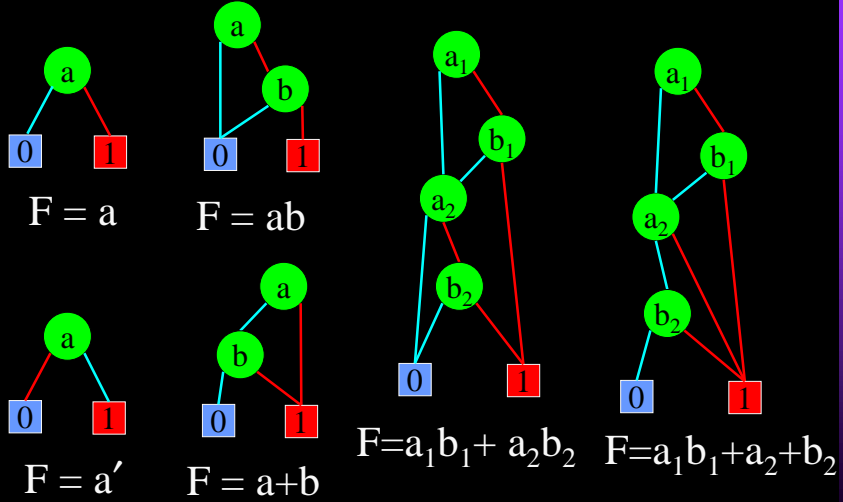 a
0 1
F = a
a
b
0 1
F = ab
a
0 1
F = a′
a
b
0 1
F = a+b
a₁
b₁
a₂
b₂
0 1
F=a₁b₁+ a₂b₂
a₁
b₁
a₂
b₂
0 1
F=a₁b₁+a₂+b₂